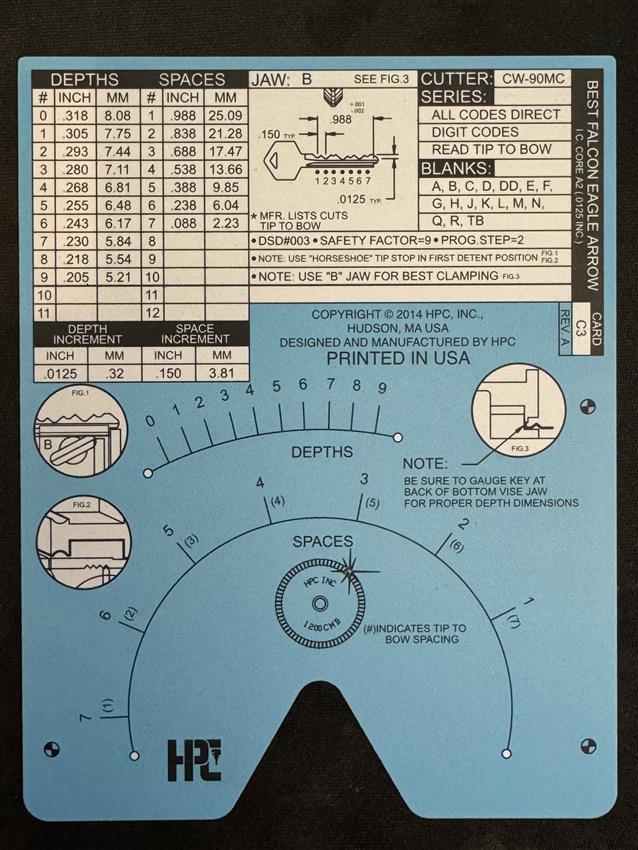 DEPTHS SPACES
# INCH MM # INCH MM
0 .318 8.08 1 .988 25.09
1 .305 7.75 2 .838 21.28
2 .293 7.44 3 .688 17.47
3 .280 7.11 4 .538 13.66
4 .268 6.81 5 .388 9.85
5 .255 6.48 6 .238 6.04
6 .243 6.17 7 .088 2.23
7 .230 5.84 8
8 .218 5.54 9
9 .205 5.21 10
10 11
11 12
DEPTH INCREMENT SPACE INCREMENT
INCH MM INCH MM
.0125 .32 .150 3.81
JAW: B SEE FIG.3
+.001
-.002
.988
.150 TYP.
1 2 3 4 5 6 7
.0125 TYP.
* MFR. LISTS CUTS
TIP TO BOW
CUTTER: CW-90MC
SERIES:
ALL CODES DIRECT
DIGIT CODES
READ TIP TO BOW
BLANKS:
A, B, C, D, DD, E, F,
G, H, J, K, L, M, N,
Q, R, TB
•DSD#003 •SAFETY FACTOR=9 •PROG.STEP=2
•NOTE: USE "HORSESHOE" TIP STOP IN FIRST DETENT POSITION FIG.1 FIG.2
•NOTE: USE "B" JAW FOR BEST CLAMPING FIG.3
BEST FALCON EAGLE ARROW
I.C. CORE A2 (.0125 INC.)
CARD
C3
REV. A
COPYRIGHT © 2014 HPC, INC.,
HUDSON, MA USA
DESIGNED AND MANUFACTURED BY HPC
PRINTED IN USA
FIG.1
B
0 1 2 3 4 5 6 7 8 9
DEPTHS
FIG.3
NOTE:
BE SURE TO GAUGE KEY AT
BACK OF BOTTOM VISE JAW
FOR PROPER DEPTH DIMENSIONS
FIG.2
7 6 5 4 3 2 1
(1) (2) (3) (4) (5) (6) (7)
SPACES
HPC INC
1200CMB
(#)INDICATES TIP TO
BOW SPACING
HPC